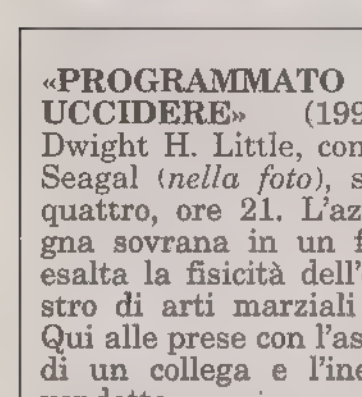 «PROGRAMMATO
UCCIDERE» (199
Dwight H. Little, con
Seagal (nella foto), s
quattro, ore 21. L'az
gna sovrana in un f
esalta la fisicità dell'
stro di arti marziali
Qui alle prese con l'as
di un collega e l'ine